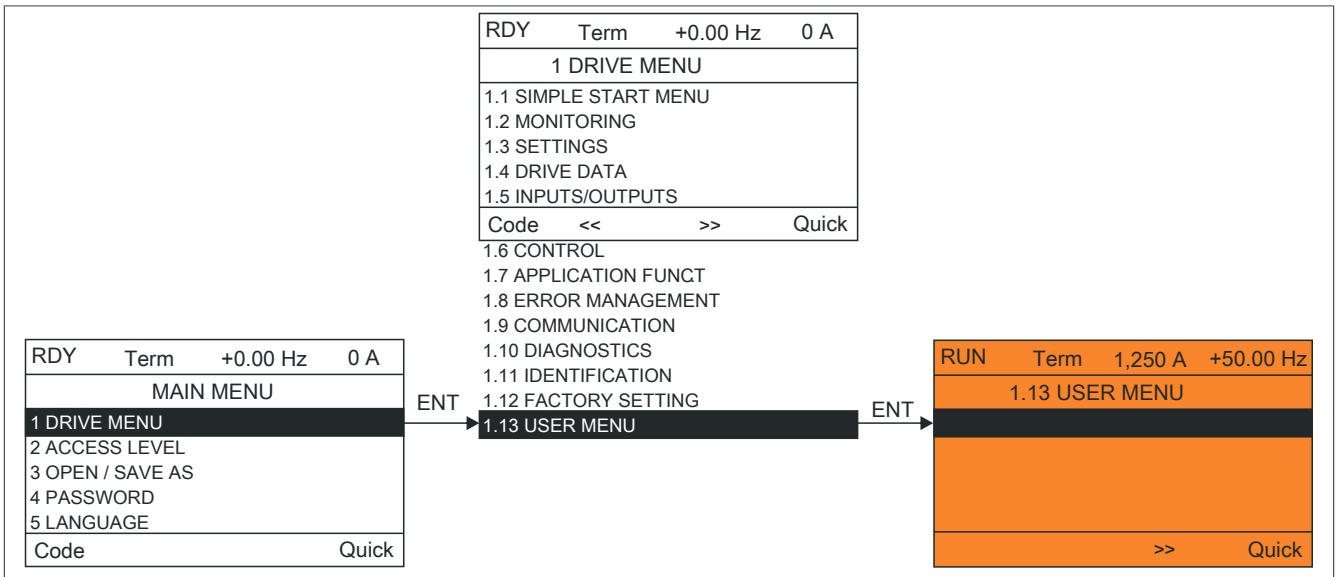 RDY Term +0.00 Hz 0 A
1 DRIVE MENU
1.1 SIMPLE START MENU
1.2 MONITORING
1.3 SETTINGS
1.4 DRIVE DATA
1.5 INPUTS/OUTPUTS
Code << >> Quick
1.6 CONTROL
1.7 APPLICATION FUNCT
1.8 ERROR MANAGEMENT
1.9 COMMUNICATION
1.10 DIAGNOSTICS
1.11 IDENTIFICATION
1.12 FACTORY SETTING
1.13 USER MENU
RDY Term +0.00 Hz 0 A
MAIN MENU
1 DRIVE MENU
2 ACCESS LEVEL
3 OPEN / SAVE AS
4 PASSWORD
5 LANGUAGE
Code Quick
ENT
ENT
RUN Term 1,250 A +50.00 Hz
1.13 USER MENU
>> Quick